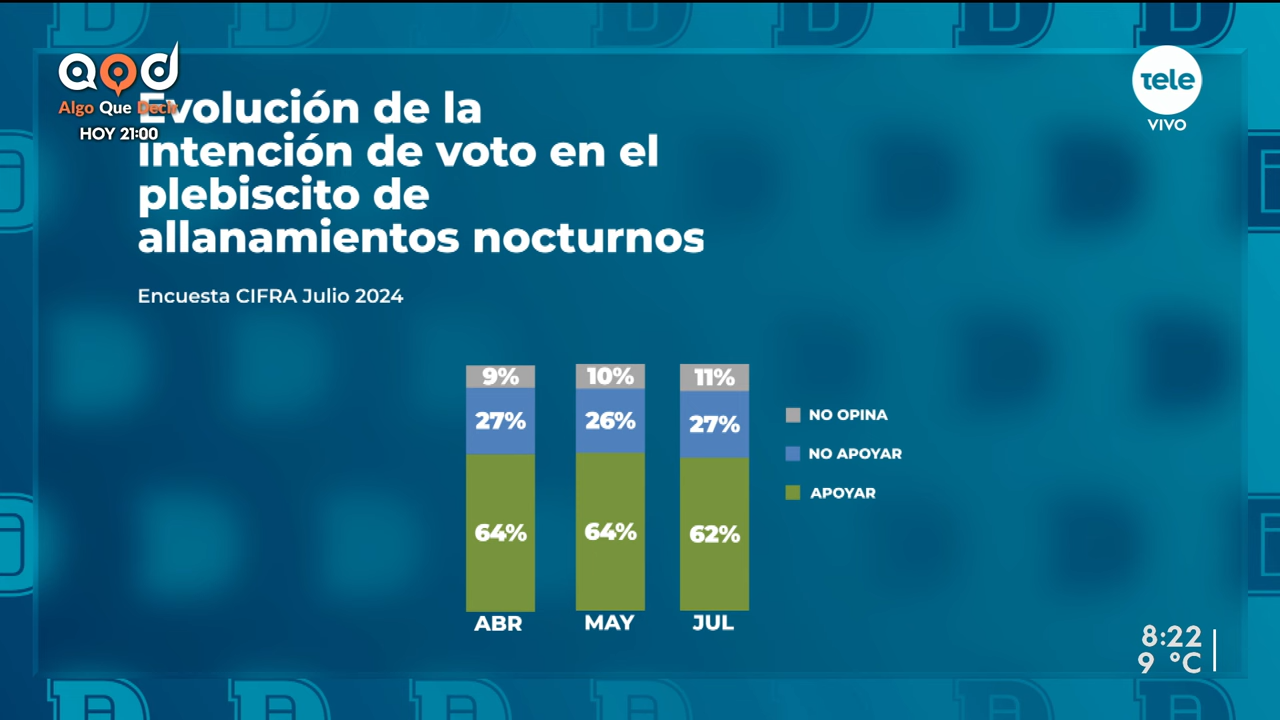 aqd
Algo Que Decir
HOY 21:00
Evolución de la
intención de voto en el
plebiscito de
allanamientos nocturnos
Encuesta CIFRA Julio 2024
tele
VIVO
9% 10% 11%
27% 26% 27%
64% 64% 62%
ABR MAY JUL
NO OPINA
NO APOYAR
APOYAR
8:22
9 °C